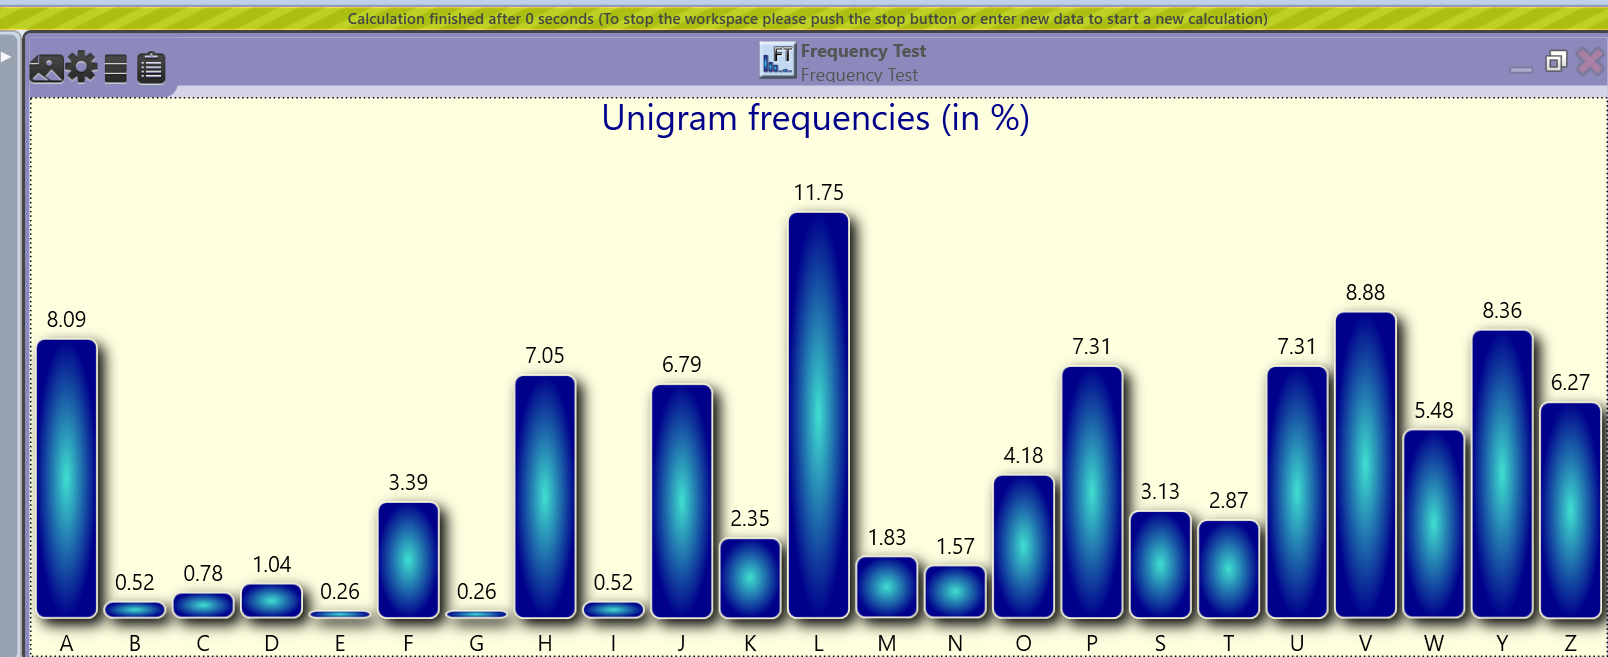 Calculation finished after 0 seconds (To stop the workspace please push the stop button or enter new data to start a new calculation)
FT
Frequency Test
Frequency Test
Unigram frequencies (in %)
8.09 0.52 0.78 1.04 0.26 3.39 0.26 7.05 0.52 6.79 2.35 11.75 1.83 1.57 4.18 7.31 3.13 2.87 7.31 8.88 5.48 8.36 6.27
A B C D E F G H I J K L M N O P S T U V W Y Z